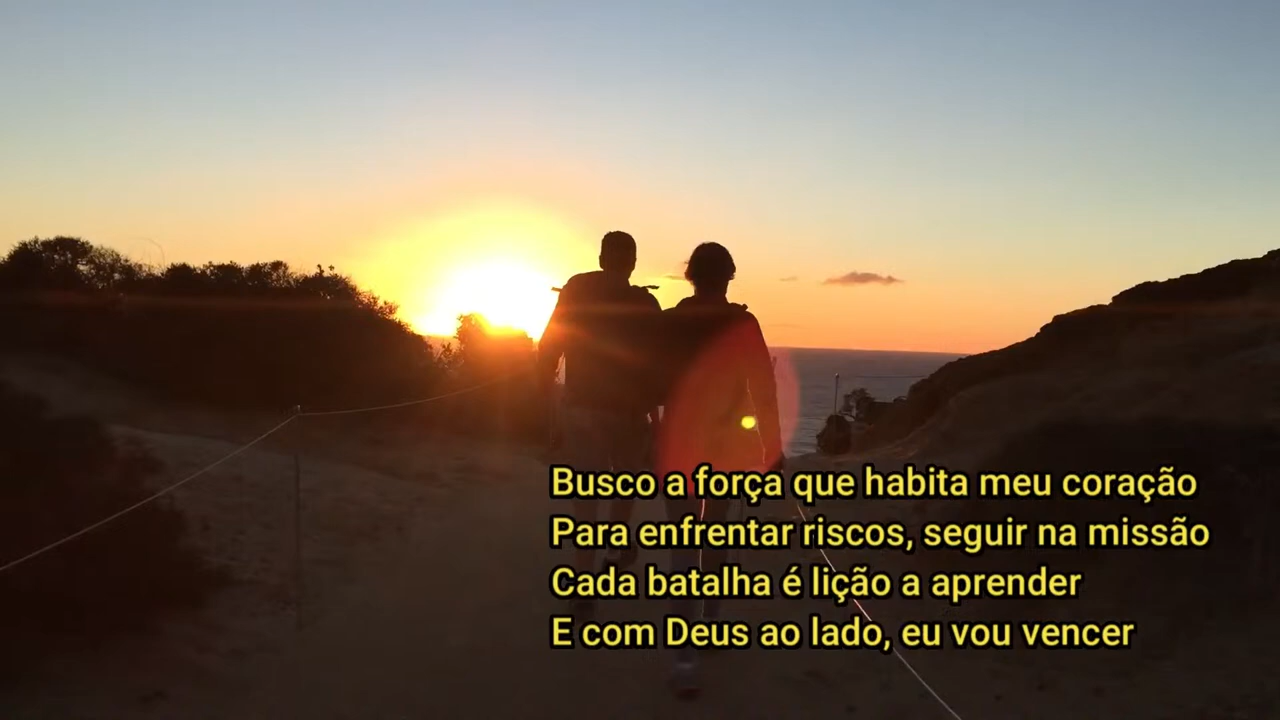 Busco a força que habita meu coração
Para enfrentar riscos, seguir na missão
Cada batalha é lição a aprender
E com Deus ao lado, eu vou vencer